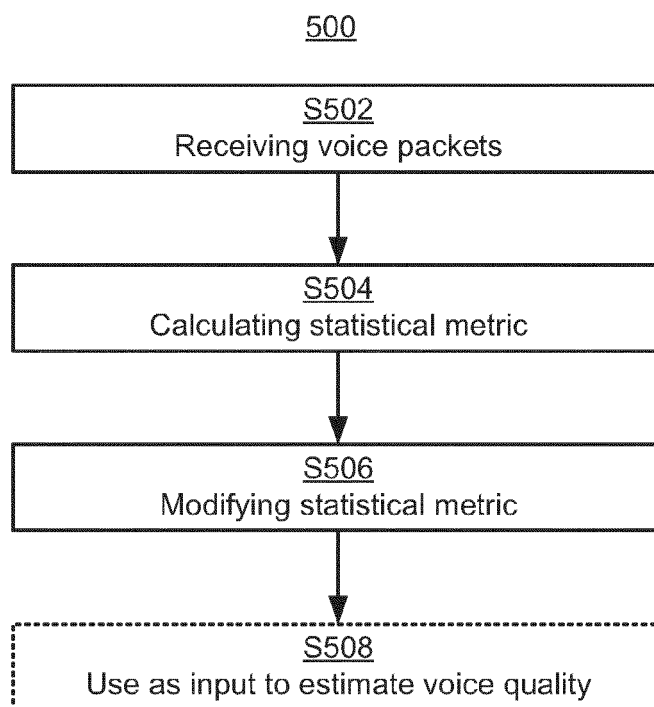 500
S502
Receiving voice packets
S504
Calculating statistical metric
S506
Modifying statistical metric
S508
Use as input to estimate voice quality